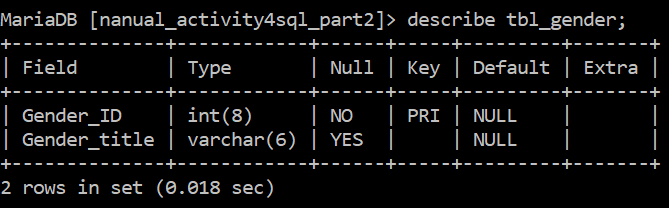 MariaDB [nanual_activity4sql_part2]> describe tbl_gender;
+--------------+------------+------+-----+---------+-------+
| Field        | Type       | Null | Key | Default | Extra |
+--------------+------------+------+-----+---------+-------+
| Gender_ID    | int(8)     | NO   | PRI | NULL    |       |
| Gender_title | varchar(6) | YES  |     | NULL    |       |
+--------------+------------+------+-----+---------+-------+
2 rows in set (0.018 sec)